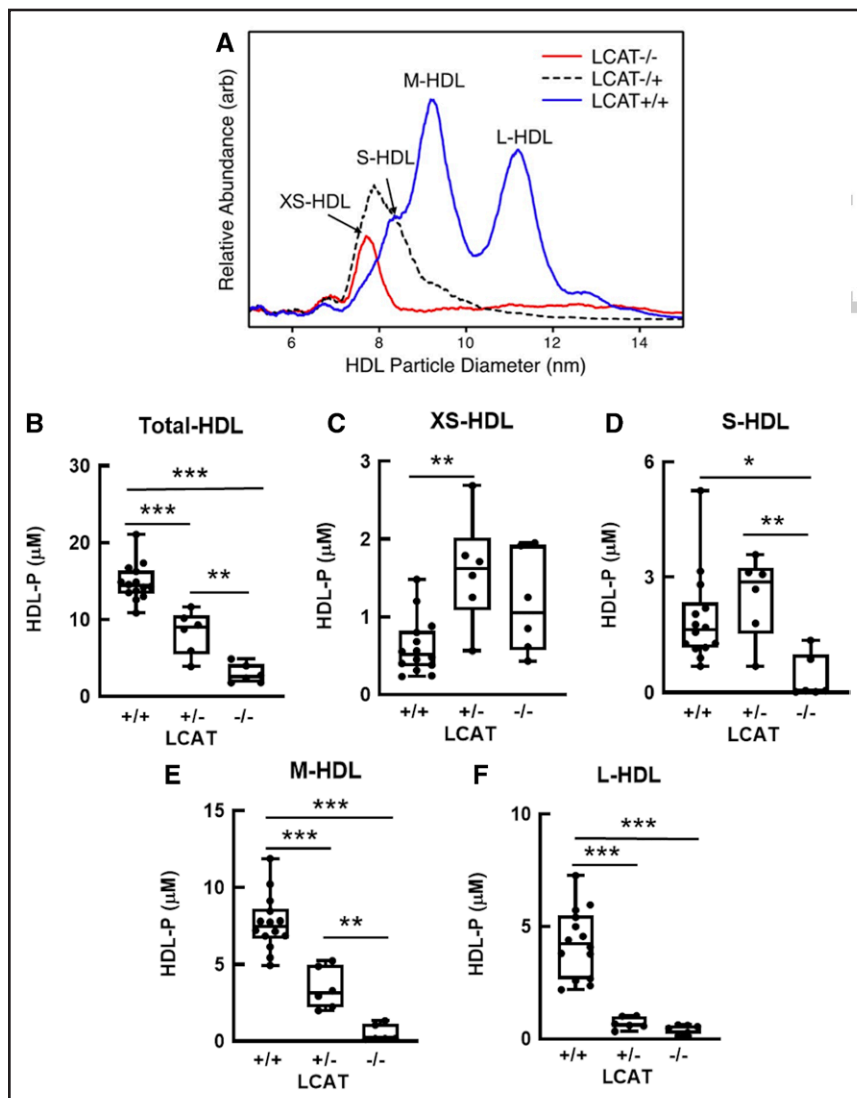 A
LCAT-/-
LCAT-/+
LCAT+/+
M-HDL
L-HDL
S-HDL
XS-HDL
Relative Abundance (arb)
6 8 10 12 14
HDL Particle Diameter (nm)
B Total-HDL
30
20
10
0
HDL-P (μM)
***
***
**
+/+ +/- -/-
LCAT
C XS-HDL
3
2
1
0
HDL-P (μM)
**
+/+ +/- -/-
LCAT
D S-HDL
6
3
0
HDL-P (μM)
*
**
+/+ +/- -/-
LCAT
E M-HDL
15
10
5
0
HDL-P (μM)
***
***
**
+/+ +/- -/-
LCAT
F L-HDL
10
5
0
HDL-P (μM)
***
***
+/+ +/- -/-
LCAT